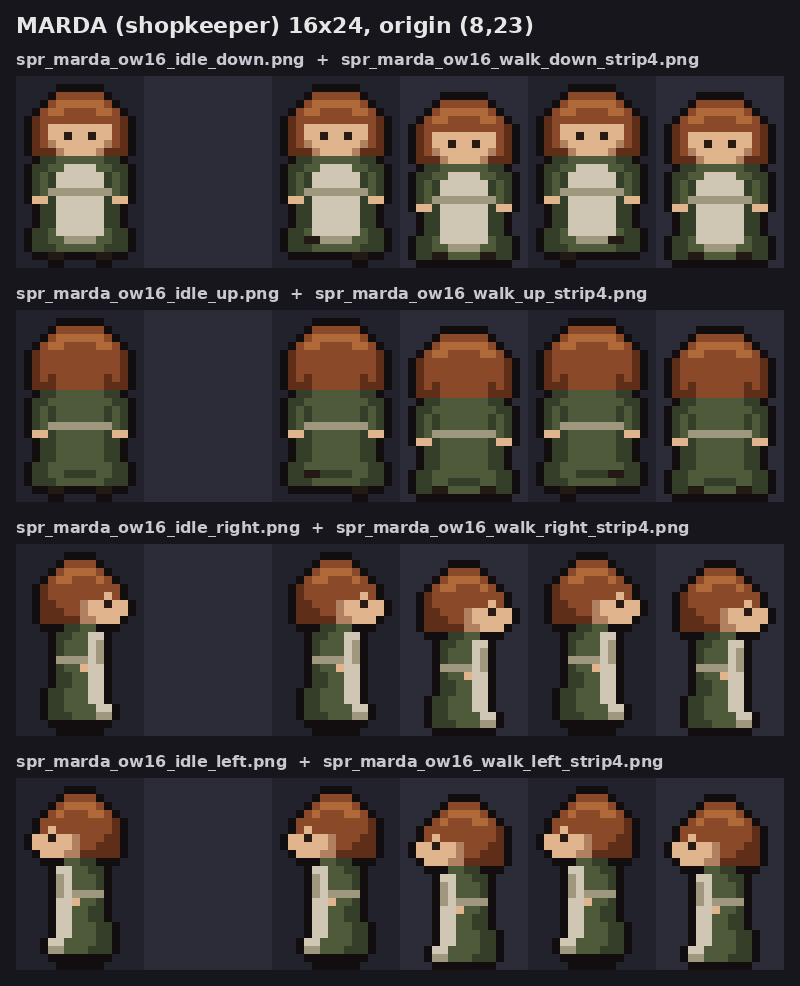 MARDA (shopkeeper) 16x24, origin (8,23)
spr_marda_ow16_idle_down.png + spr_marda_ow16_walk_down_strip4.png
spr_marda_ow16_idle_up.png + spr_marda_ow16_walk_up_strip4.png
spr_marda_ow16_idle_right.png + spr_marda_ow16_walk_right_strip4.png
spr_marda_ow16_idle_left.png + spr_marda_ow16_walk_left_strip4.png